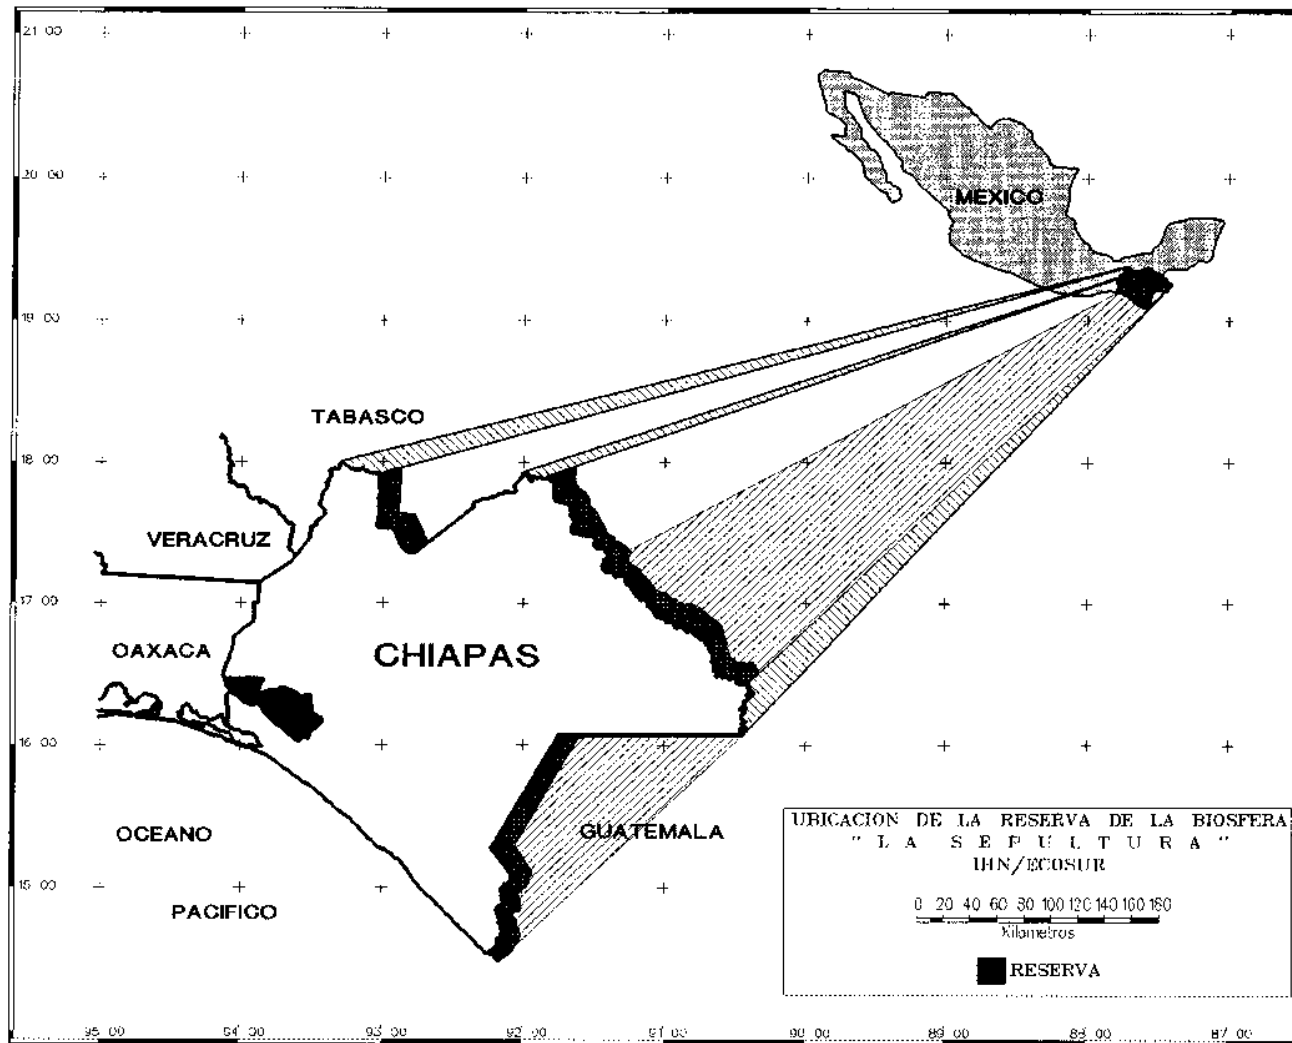 21 00
20 00
MEXICO
19 00
TABASCO
18 00
VERACRUZ
17 00
OAXACA
CHIAPAS
16 00
OCEANO
GUATEMALA
UBICACION DE LA RESERVA DE LA BIOSFERA
" L A S E P U L T U R A "
IHN/ECOSUR
15 00
PACIFICO
0 20 40 60 80 100 120 140 160 180
Kilometros
RESERVA
95 00 94 00 93 00 92 00 91 00 90 00 89 00 88 00 87 00